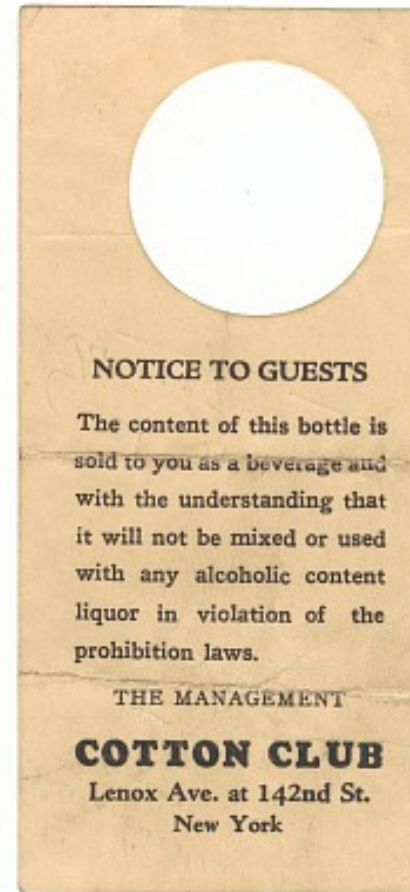 NOTICE TO GUESTS
The content of this bottle is
sold to you as a beverage and
with the understanding that
it will not be mixed or used
with any alcoholic content
liquor in violation of the
prohibition laws.
THE MANAGEMENT
COTTON CLUB
Lenox Ave. at 142nd St.
New York